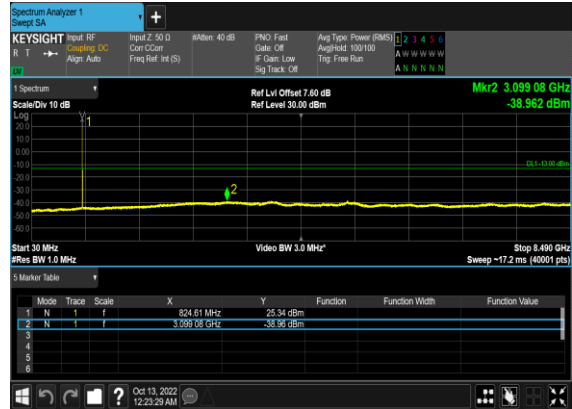 Spectrum Analyzer 1
Swept SA
+
KEYSIGHT Input: RF Input Z: 50 Ω #Atten: 40 dB PNO: Fast Avg Type: Power (RMS) 1 2 3 4 5 6
R T Coupling: DC Corr CCorr Gate: Off Avg|Hold: 100/100 A W W W W W
Align: Auto Freq Ref: Int (S) IF Gain: Low Trig: Free Run
Sig Track: Off A N N N N N
1 Spectrum Ref Lvl Offset 7.60 dB Mkr2 3.099 08 GHz
Scale/Div 10 dB Ref Level 30.00 dBm -38.962 dBm
Log
1
20.0
10.0
0.00
-10.0
DL1 -13.00 dBm
-20.0
-30.0
2
-40.0
-50.0
-60.0
Start 30 MHz Video BW 3.0 MHz* Stop 8.490 GHz
#Res BW 1.0 MHz Sweep ~17.2 ms (40001 pts)
5 Marker Table
Mode Trace Scale X Y Function Function Width Function Value
1 N 1 f 824.61 MHz 25.34 dBm
2 N 1 f 3.099 08 GHz -38.96 dBm
3
4
5
6
? Oct 13, 2022
12:23:29 AM